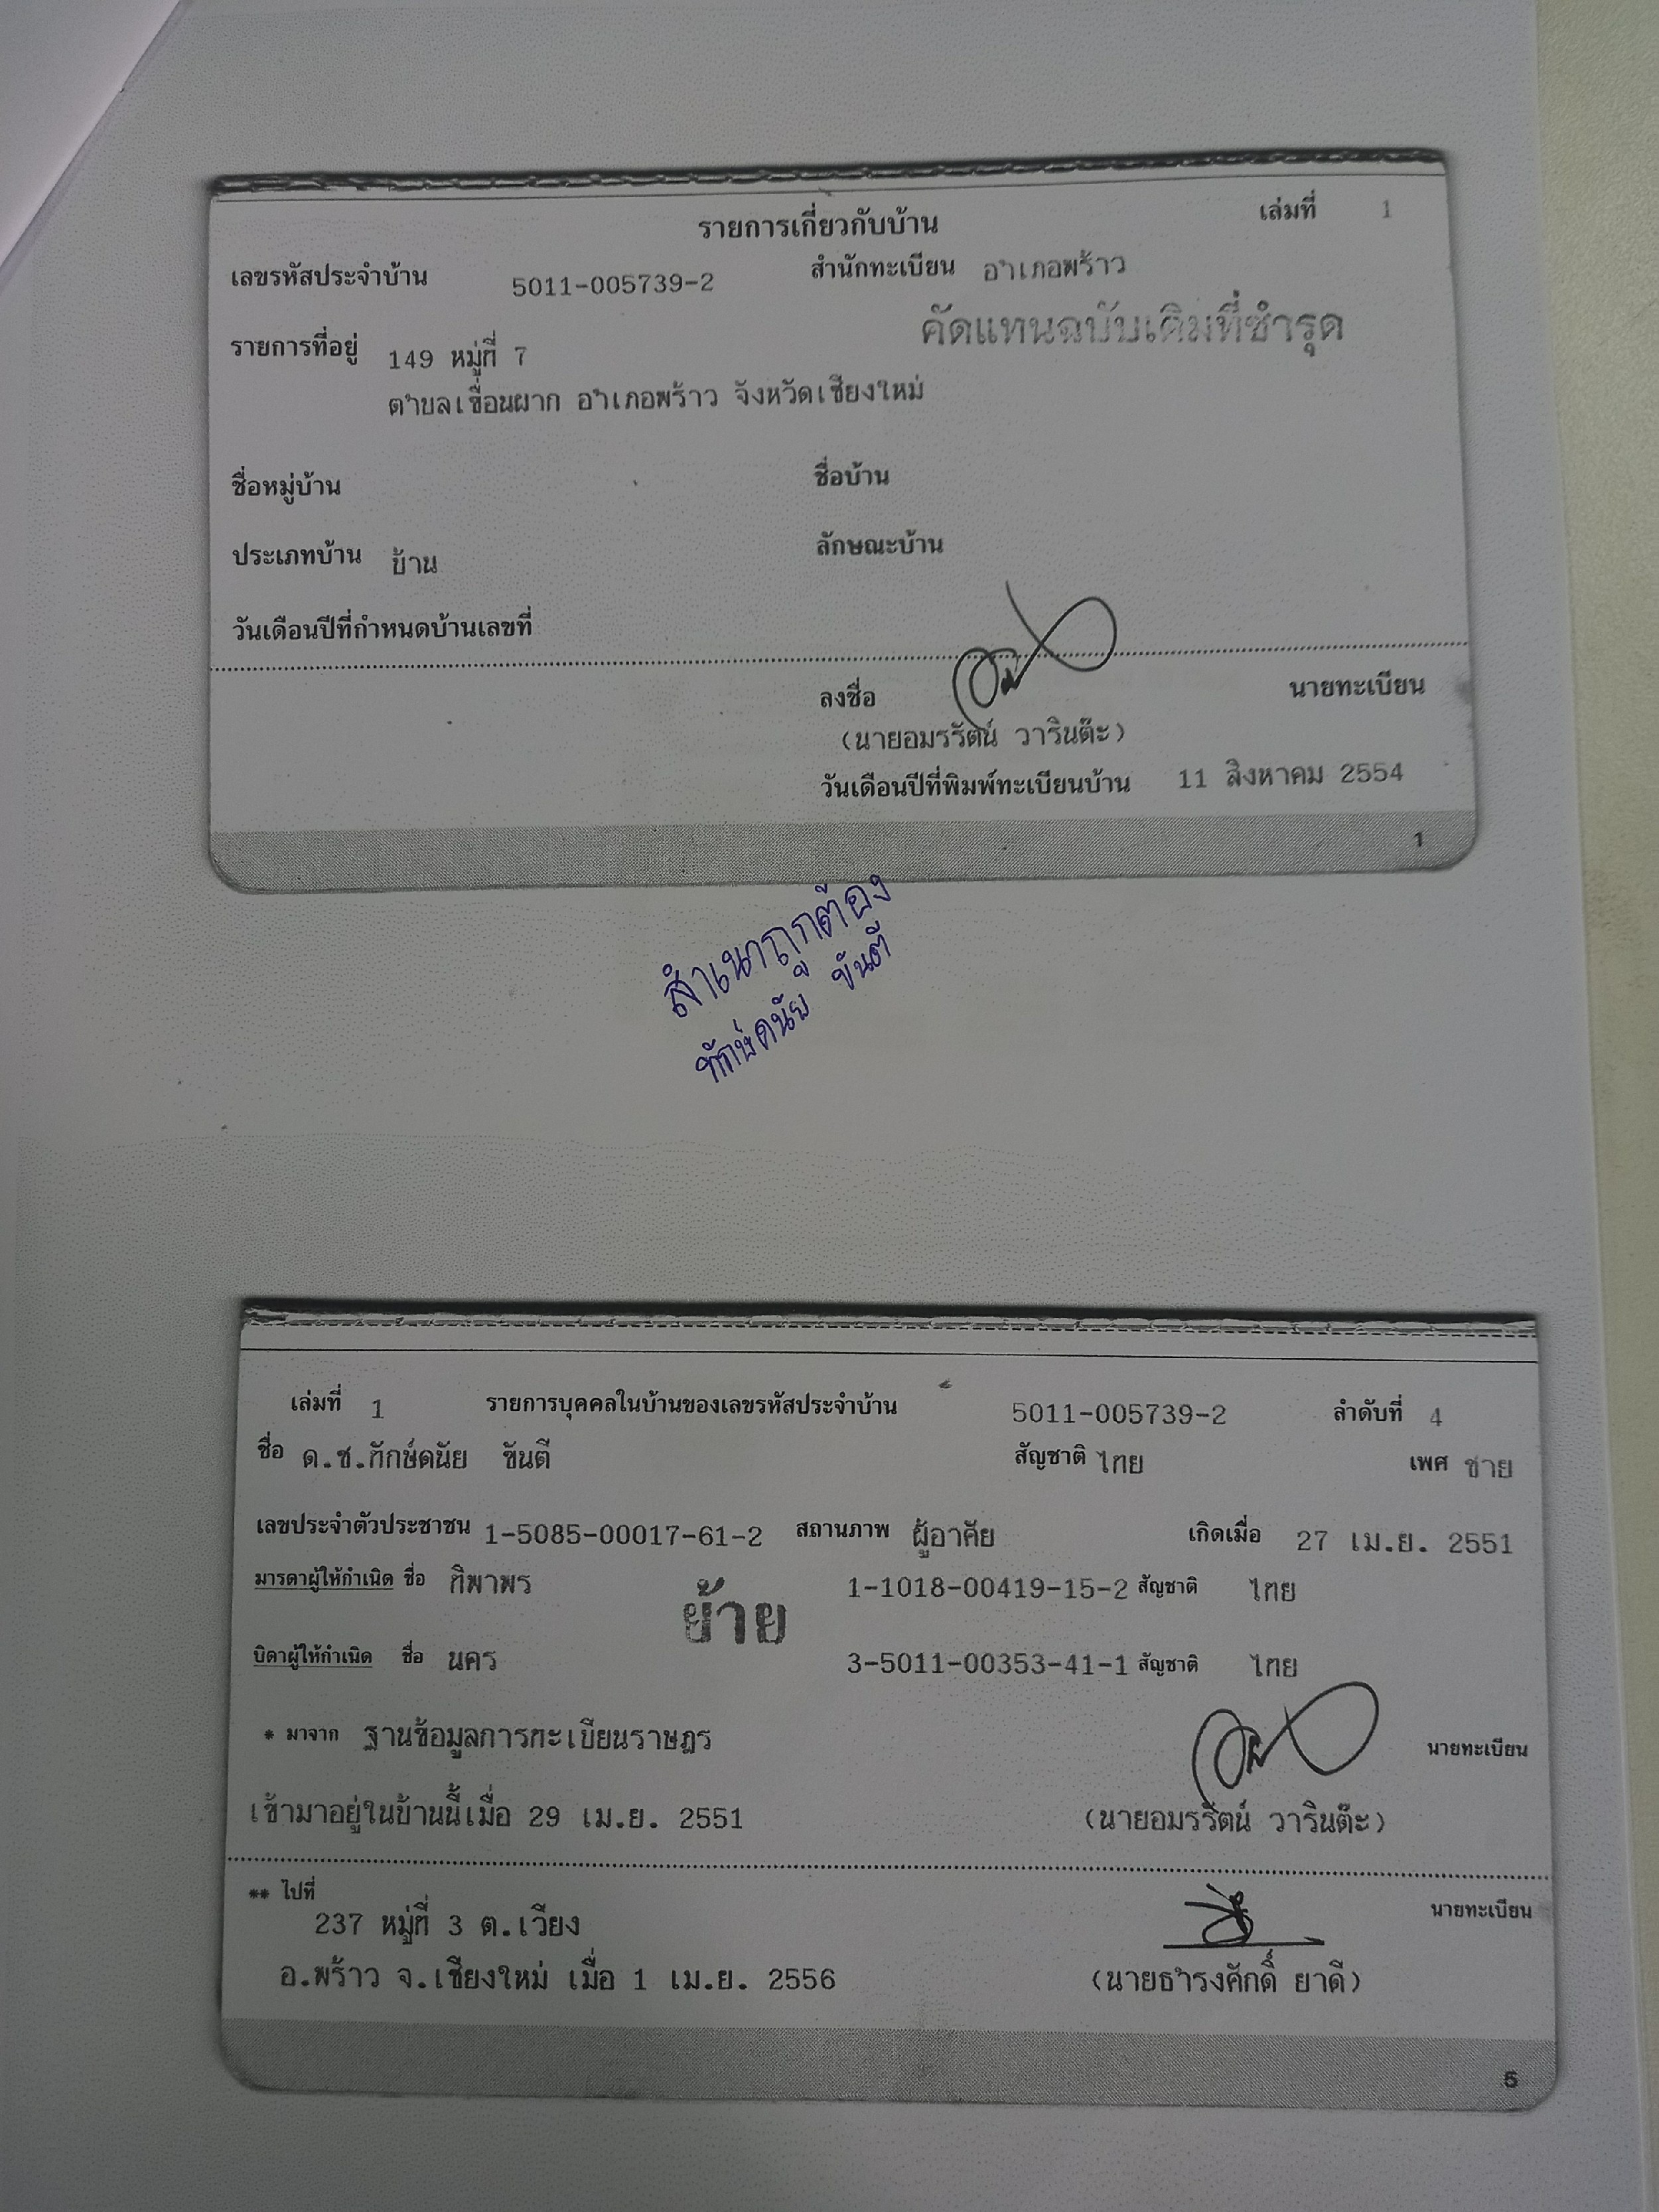 รายการเกี่ยวกับบ้าน เล่มที่ 1
เลขรหัสประจำบ้าน 5011-005739-2 สำนักทะเบียน อำเภอพร้าว
คัดแทนฉบับเดิมที่ชำรุด
รายการที่อยู่ 149 หมู่ที่ 7
ตำบลเขื่อนผาก อำเภอพร้าว จังหวัดเชียงใหม่
ชื่อหมู่บ้าน ชื่อบ้าน
ประเภทบ้าน บ้าน ลักษณะบ้าน
วันเดือนปีที่กำหนดบ้านเลขที่
ลงชื่อ นายทะเบียน
(นายอมรรัตน์ วารินต๊ะ)
วันเดือนปีที่พิมพ์ทะเบียนบ้าน 11 สิงหาคม 2554
1
สำเนาถูกต้อง
ทักษ์ดนัย ขันตี
เล่มที่ 1 รายการบุคคลในบ้านของเลขรหัสประจำบ้าน 5011-005739-2 ลำดับที่ 4
ชื่อ ด.ช.ทักษ์ดนัย ขันตี สัญชาติ ไทย เพศ ชาย
เลขประจำตัวประชาชน 1-5085-00017-61-2 สถานภาพ ผู้อาศัย เกิดเมื่อ 27 เม.ย. 2551
มารดาผู้ให้กำเนิด ชื่อ ทิพาพร 1-1018-00419-15-2 สัญชาติ ไทย
ย้าย
บิดาผู้ให้กำเนิด ชื่อ นคร 3-5011-00353-41-1 สัญชาติ ไทย
* มาจาก ฐานข้อมูลการทะเบียนราษฎร นายทะเบียน
เข้ามาอยู่ในบ้านนี้เมื่อ 29 เม.ย. 2551 (นายอมรรัตน์ วารินต๊ะ)
** ไปที่ นายทะเบียน
237 หมู่ที่ 3 ต.เวียง
อ.พร้าว จ.เชียงใหม่ เมื่อ 1 เม.ย. 2556 (นายธำรงศักดิ์ ยาดี)
5